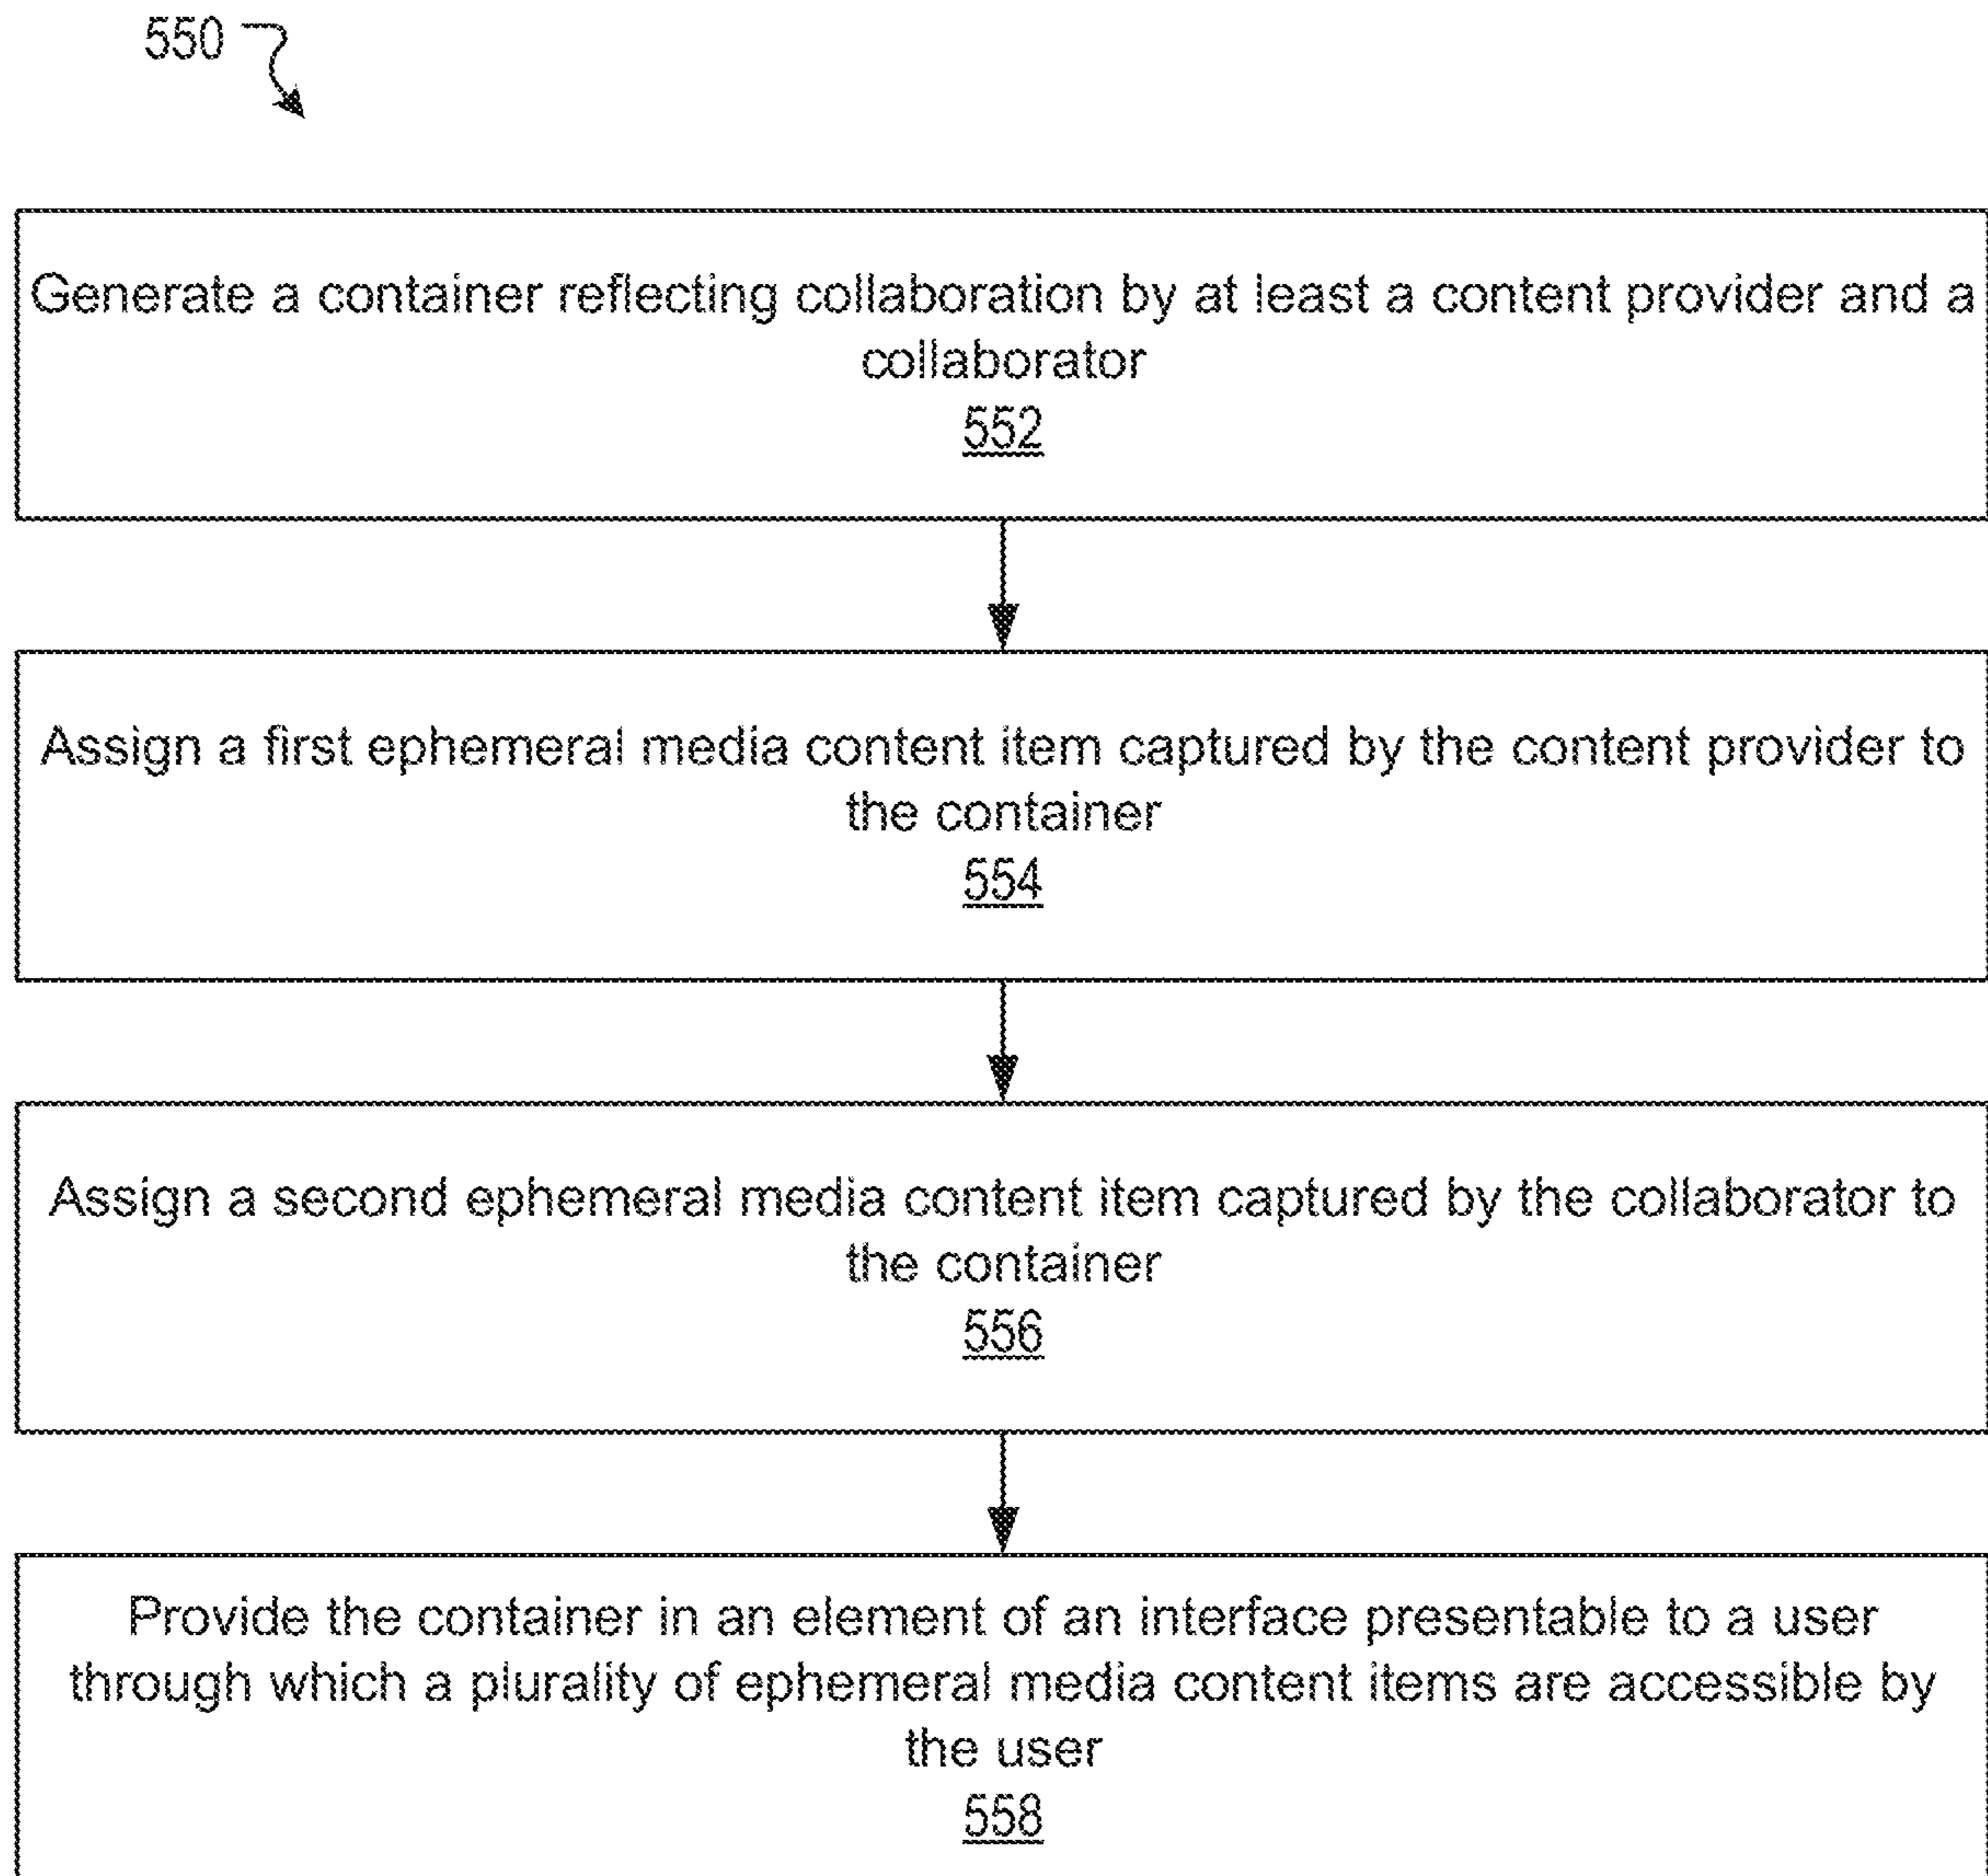 550
Generate a container reflecting collaboration by at least a content provider and a
collaborator
552
Assign a first ephemeral media content item captured by the content provider to
the container
554
Assign a second ephemeral media content item captured by the collaborator to
the container
556
Provide the container in an element of an interface presentable to a user
through which a plurality of ephemeral media content items are accessible by
the user
558